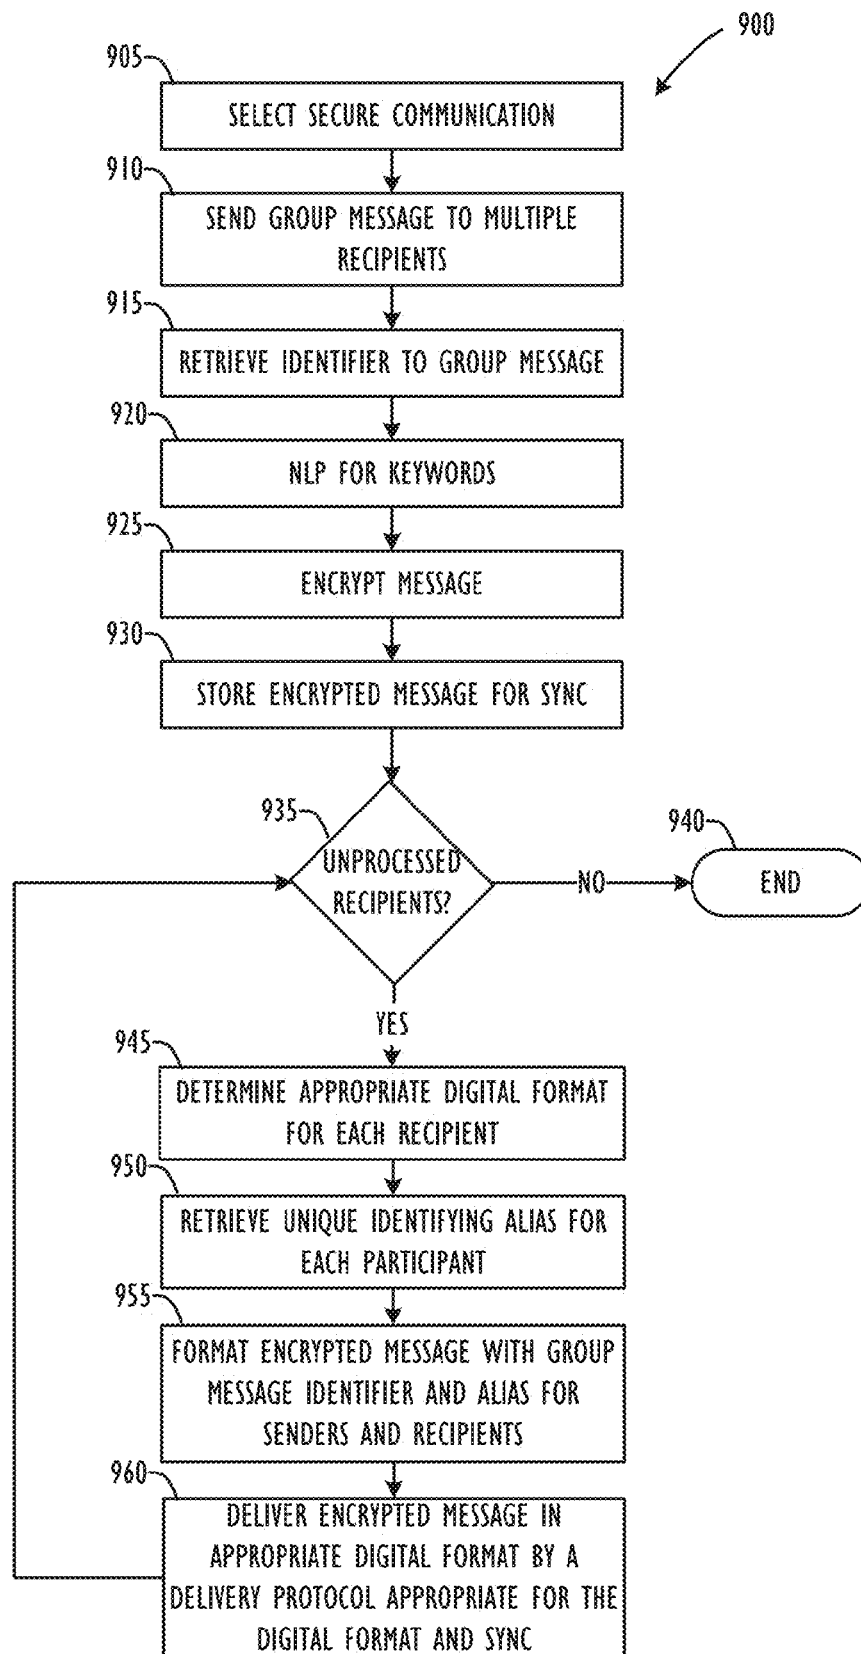 900
905
SELECT SECURE COMMUNICATION
910
SEND GROUP MESSAGE TO MULTIPLE
RECIPIENTS
915
RETRIEVE IDENTIFIER TO GROUP MESSAGE
920
NLP FOR KEYWORDS
925
ENCRYPT MESSAGE
930
STORE ENCRYPTED MESSAGE FOR SYNC
935
UNPROCESSED
RECIPIENTS?
NO
940
END
YES
945
DETERMINE APPROPRIATE DIGITAL FORMAT
FOR EACH RECIPIENT
950
RETRIEVE UNIQUE IDENTIFYING ALIAS FOR
EACH PARTICIPANT
955
FORMAT ENCRYPTED MESSAGE WITH GROUP
MESSAGE IDENTIFIER AND ALIAS FOR
SENDERS AND RECIPIENTS
960
DELIVER ENCRYPTED MESSAGE IN
APPROPRIATE DIGITAL FORMAT BY A
DELIVERY PROTOCOL APPROPRIATE FOR THE
DIGITAL FORMAT AND SYNC